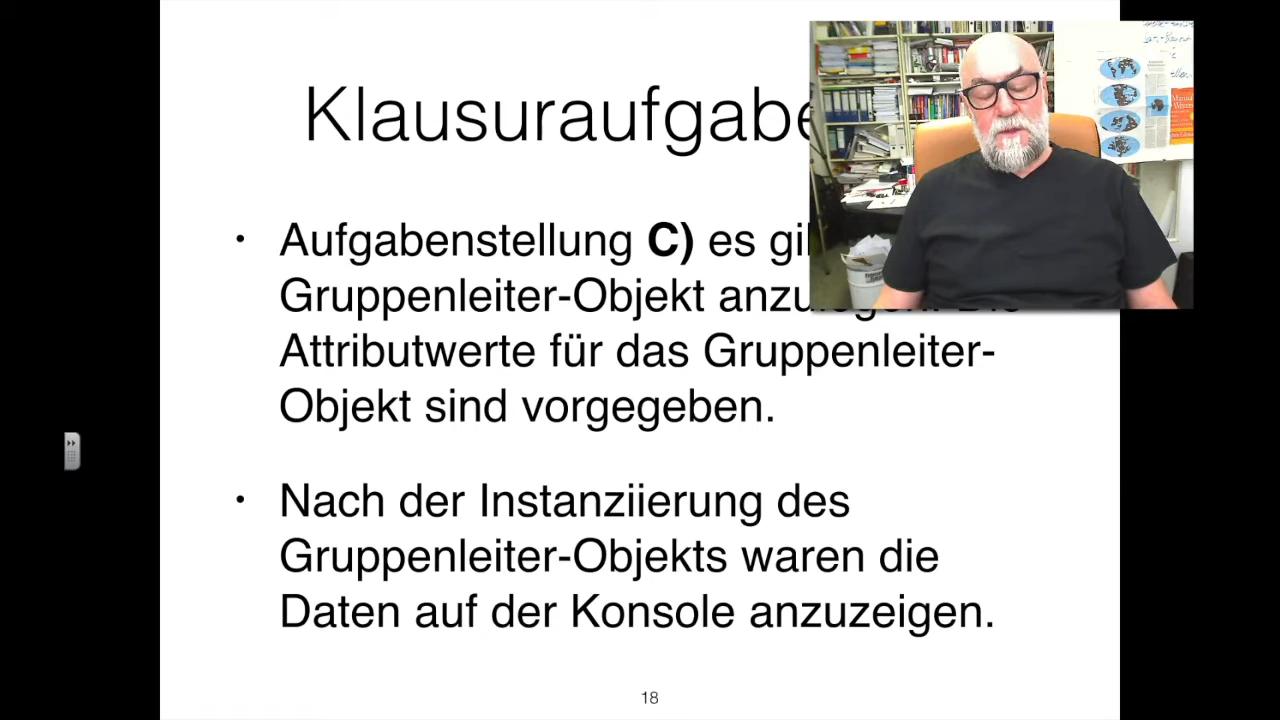 Klausuraufgabe
Aufgabenstellung C) es gi
Gruppenleiter-Objekt
Attributwerte für das Gruppenleiter-
Objekt sind vorgegeben.
Nach der Instanziierung des
Gruppenleiter-Objekts waren die
Daten auf der Konsole anzuzeigen.
18